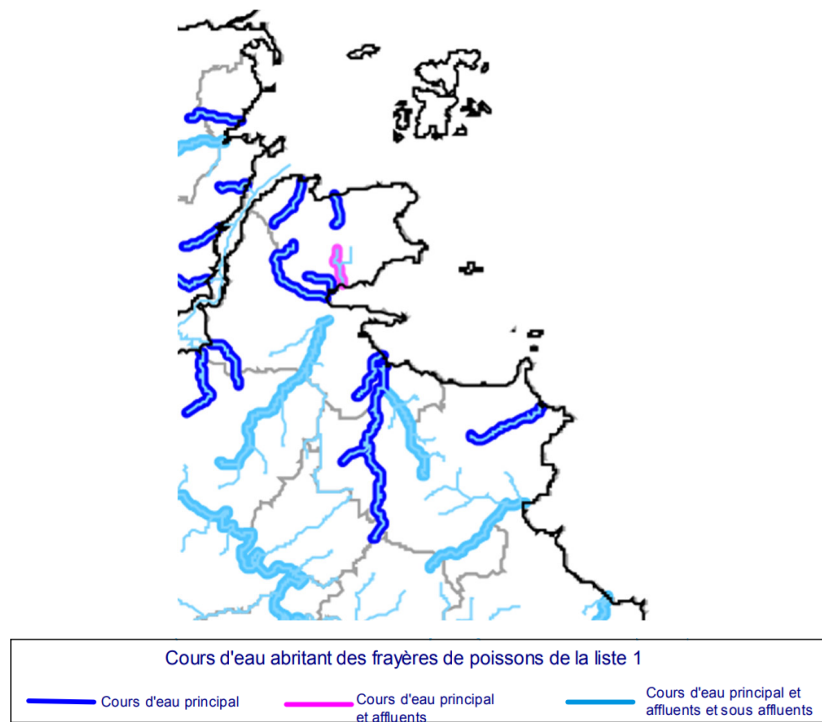 Cours d'eau abritant des frayères de poissons de la liste 1
Cours d'eau principal
Cours d'eau principal
et affluents
Cours d'eau principal et
affluents et sous affluents